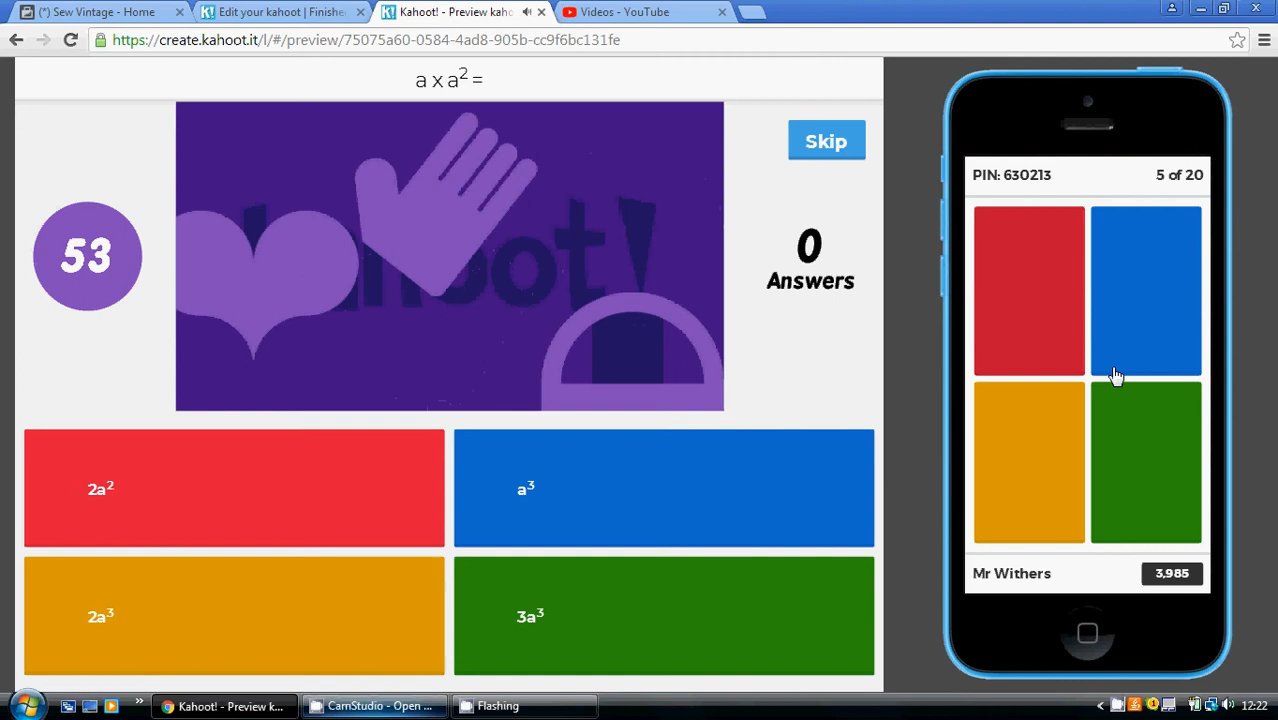 (*) Sew Vintage - Home
Edit your kahoot | Finishe
Kahoot! - Preview kaho
Videos - YouTube
https://create.kahoot.it/l/#/preview/75075a60-0584-4ad8-905b-cc9f6bc131fe
a x a² =
Skip
53
Kahoot!
0
Answers
2a²
a³
2a³
3a³
PIN: 630213
5 of 20
Mr Withers
3,985
Kahoot! - Preview k...
CamStudio - Open ...
Flashing
12:22